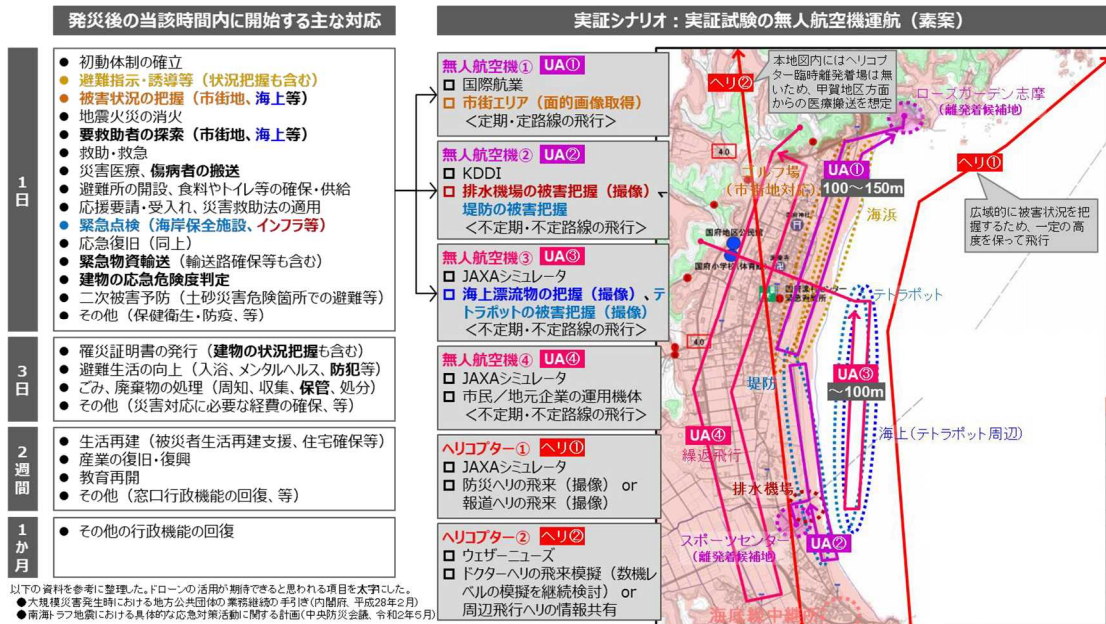 発災後の当該時間内に開始する主な対応
1日
● 初動体制の確立
● 避難指示・誘導等（状況把握も含む）
● 被害状況の把握（市街地、海上等）
● 地震火災の消火
● 要救助者の探索（市街地、海上等）
● 救助・救急
● 災害医療、傷病者の搬送
● 避難所の開設、食料やトイレ等の確保・供給
● 応援要請・受入れ、災害救助法の適用
● 緊急点検（海岸保全施設、インフラ等）
● 応急復旧（同上）
● 緊急物資輸送（輸送路確保等も含む）
● 建物の応急危険度判定
● 二次被害予防（土砂災害危険箇所での避難等）
● その他（保健衛生・防疫、等）
3日
● 罹災証明書の発行（建物の状況把握も含む）
● 避難生活の向上（入浴、メンタルヘルス、防犯等）
● ごみ、廃棄物の処理（周知、収集、保管、処分）
● その他（災害対応に必要な経費の確保、等）
2週間
● 生活再建（被災者生活再建支援、住宅確保等）
● 産業の復旧・復興
● 教育再開
● その他（窓口行政機能の回復、等）
1か月
● その他の行政機能の回復
以下の資料を参考に整理した。ドローンの活用が期待できると思われる項目を太字にした。
●大規模災害発生時における地方公共団体の業務継続の手引き（内閣府、平成28年2月）
●南海トラフ地震における具体的な応急対策活動に関する計画（中央防災会議、令和2年5月）
実証シナリオ：実証試験の無人航空機運航（素案）
無人航空機① UA①
□ 国際航業
□ 市街エリア（面的画像取得）
＜定期・定路線の飛行＞
無人航空機② UA②
□ KDDI
□ 排水機場の被害把握（撮像）、
堤防の被害把握
＜不定期・不定路線の飛行＞
無人航空機③ UA③
□ JAXAシミュレータ
□ 海上漂流物の把握（撮像）、テ
トラポットの被害把握（撮像）
＜不定期・不定路線の飛行＞
無人航空機④ UA④
□ JAXAシミュレータ
□ 市民／地元企業の運用機体
＜不定期・不定路線の飛行＞
ヘリコプター① ヘリ①
□ JAXAシミュレータ
□ 防災ヘリの飛来（撮像） or
報道ヘリの飛来（撮像）
ヘリコプター② ヘリ②
□ ウェザーニューズ
□ ドクターヘリの飛来模擬（数機レ
ベルの模擬を継続検討） or
周辺飛行ヘリの情報共有
ヘリ②
本地区内にはヘリコ
プター臨時離発着場は無
いため、甲賀地区方面
からの医療搬送を想定
ローズガーデン志摩
（離発着候補地）
ヘリ①
広域的に被害状況を把
握するため、一定の高
度を保って飛行
ゴルフ場
（市街地対応）
UA①
100～150m
海浜
国府地区公民館
国府小学校（体育館）
緊急避難所
テトラポット
堤防
UA③
～100m
UA④
繰返飛行
海上（テトラポット周辺）
排水機場
スポーツセンター
（離発着候補地）
UA②